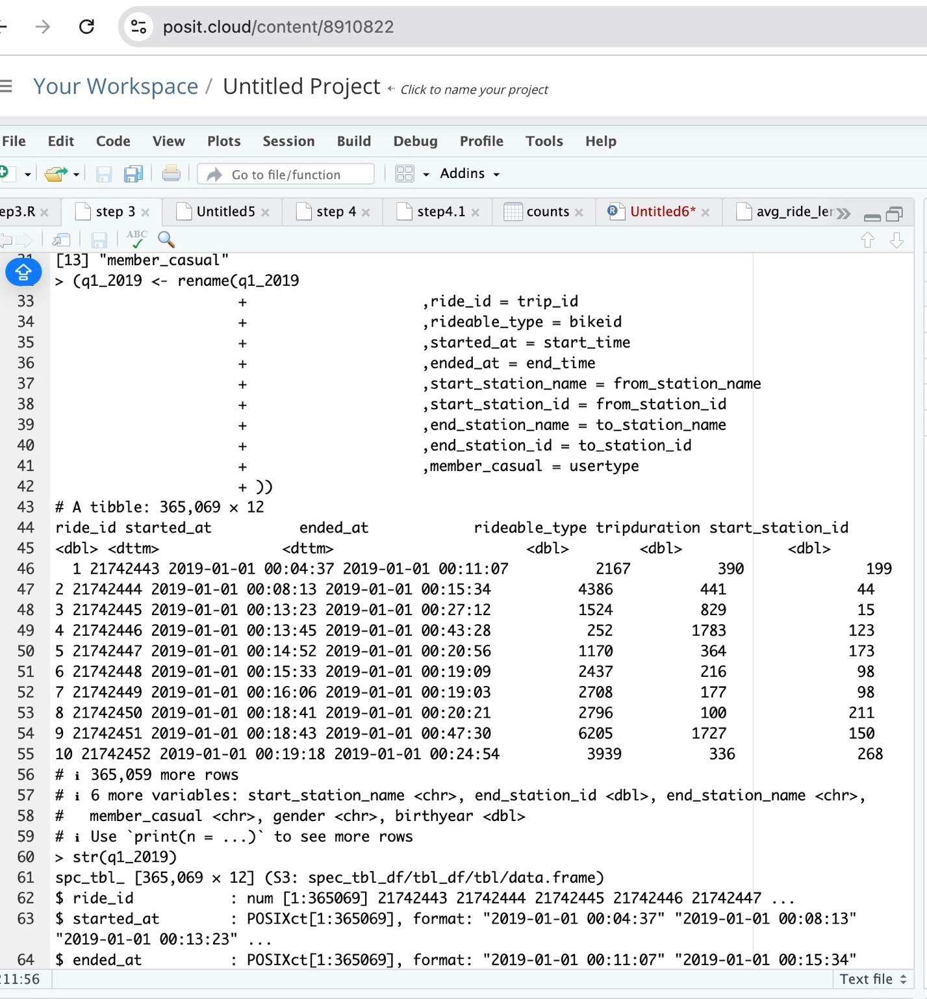 posit.cloud/content/8910822
Your Workspace / Untitled Project Click to name your project
File Edit Code View Plots Session Build Debug Profile Tools Help
Go to file/function Addins
ep3.R step 3 Untitled5 step 4 step4.1 counts Untitled6* avg_ride_ler
ABC
[13] "member_casual"
> (q1_2019 <- rename(q1_2019
33 + ,ride_id = trip_id
34 + ,rideable_type = bikeid
35 + ,started_at = start_time
36 + ,ended_at = end_time
37 + ,start_station_name = from_station_name
38 + ,start_station_id = from_station_id
39 + ,end_station_name = to_station_name
40 + ,end_station_id = to_station_id
41 + ,member_casual = usertype
42 + ))
43 # A tibble: 365,069 × 12
44 ride_id started_at ended_at rideable_type tripduration start_station_id
45 <dbl> <dttm> <dttm> <dbl> <dbl> <dbl>
46 1 21742443 2019-01-01 00:04:37 2019-01-01 00:11:07 2167 390 199
47 2 21742444 2019-01-01 00:08:13 2019-01-01 00:15:34 4386 441 44
48 3 21742445 2019-01-01 00:13:23 2019-01-01 00:27:12 1524 829 15
49 4 21742446 2019-01-01 00:13:45 2019-01-01 00:43:28 252 1783 123
50 5 21742447 2019-01-01 00:14:52 2019-01-01 00:20:56 1170 364 173
51 6 21742448 2019-01-01 00:15:33 2019-01-01 00:19:09 2437 216 98
52 7 21742449 2019-01-01 00:16:06 2019-01-01 00:19:03 2708 177 98
53 8 21742450 2019-01-01 00:18:41 2019-01-01 00:20:21 2796 100 211
54 9 21742451 2019-01-01 00:18:43 2019-01-01 00:47:30 6205 1727 150
55 10 21742452 2019-01-01 00:19:18 2019-01-01 00:24:54 3939 336 268
56 # ℹ 365,059 more rows
57 # ℹ 6 more variables: start_station_name <chr>, end_station_id <dbl>, end_station_name <chr>,
58 # member_casual <chr>, gender <chr>, birthyear <dbl>
59 # ℹ Use `print(n = ...)` to see more rows
60 > str(q1_2019)
61 spc_tbl_ [365,069 × 12] (S3: spec_tbl_df/tbl_df/tbl/data.frame)
62 $ ride_id : num [1:365069] 21742443 21742444 21742445 21742446 21742447 ...
63 $ started_at : POSIXct[1:365069], format: "2019-01-01 00:04:37" "2019-01-01 00:08:13"
"2019-01-01 00:13:23" ...
64 $ ended_at : POSIXct[1:365069], format: "2019-01-01 00:11:07" "2019-01-01 00:15:34"
11:56 Text file